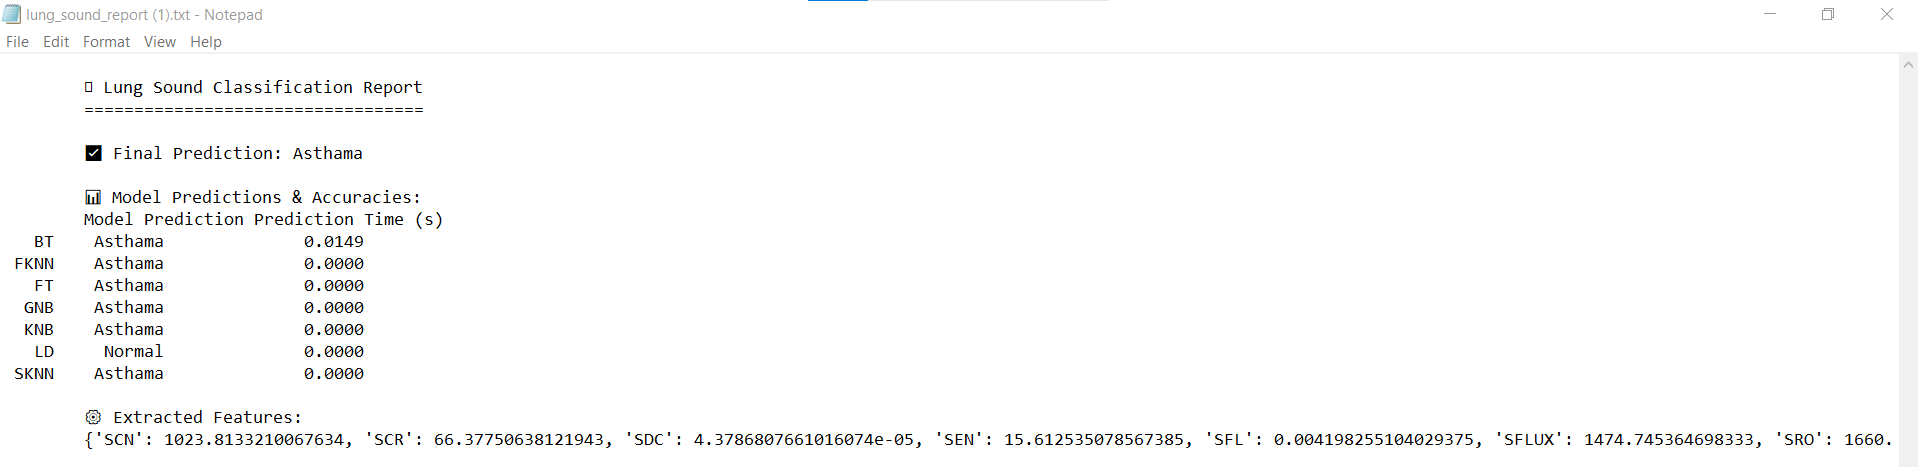 lung_sound_report (1).txt - Notepad
File Edit Format View Help
Lung Sound Classification Report
==================================
✅ Final Prediction: Asthama
📊 Model Predictions & Accuracies:
Model Prediction Prediction Time (s)
BT Asthama 0.0149
FKNN Asthama 0.0000
FT Asthama 0.0000
GNB Asthama 0.0000
KNB Asthama 0.0000
LD Normal 0.0000
SKNN Asthama 0.0000
⚙ Extracted Features:
{'SCN': 1023.8133210067634, 'SCR': 66.37750638121943, 'SDC': 4.3786807661016074e-05, 'SEN': 15.612535078567385, 'SFL': 0.004198255104029375, 'SFLUX': 1474.745364698333, 'SRO': 1660.